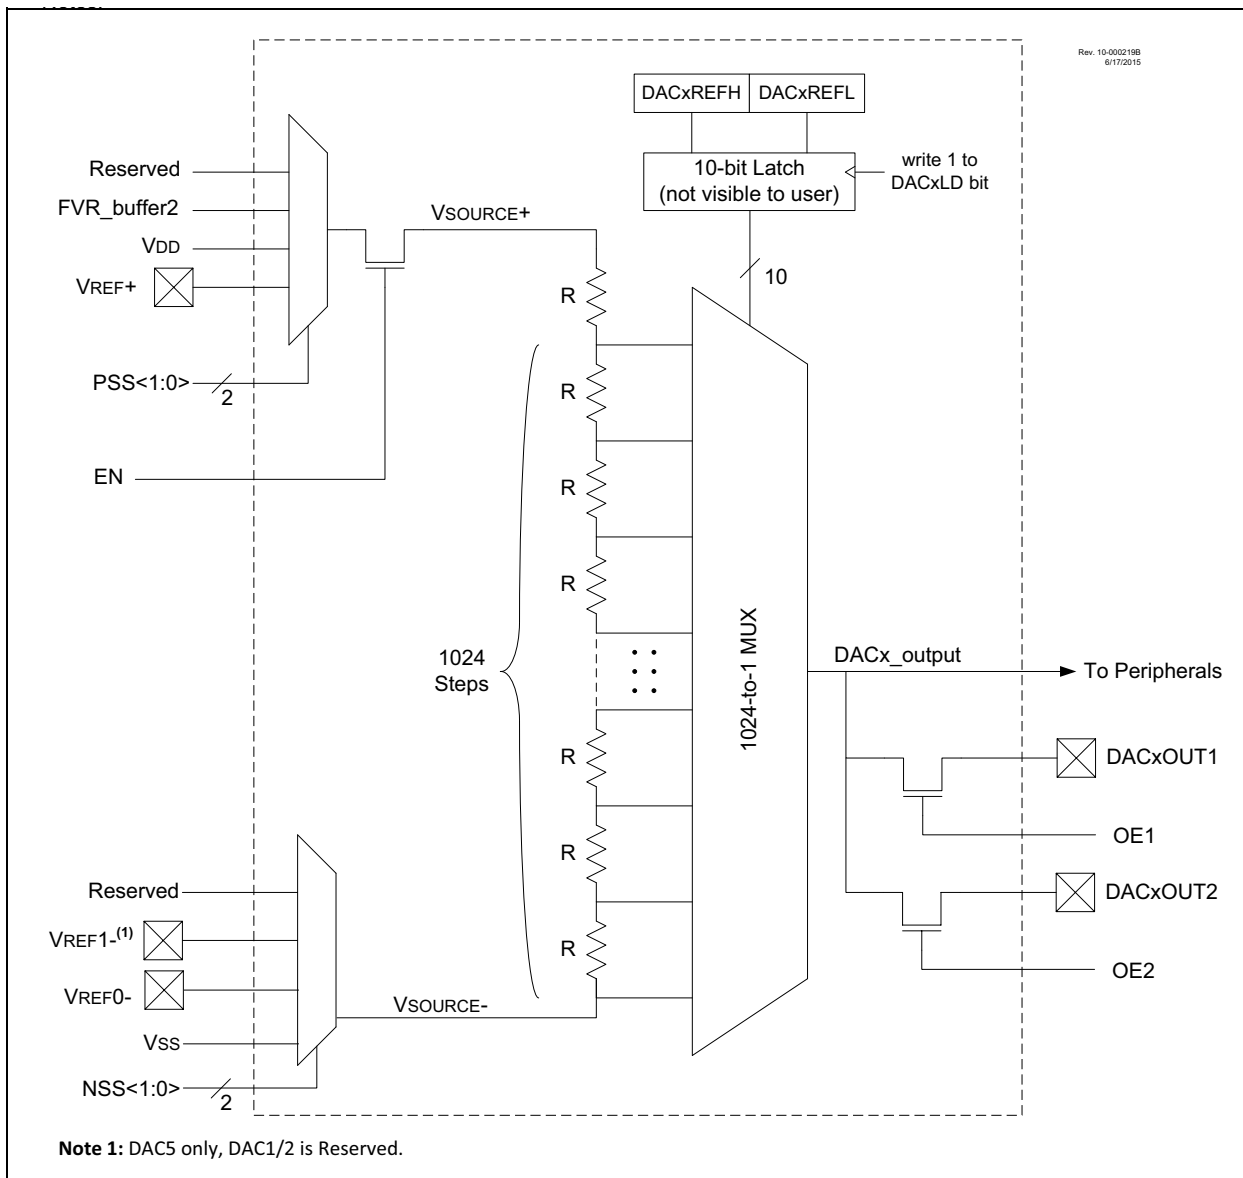 Rev. 10-000219B
6/17/2015
DACxREFH DACxREFL
10-bit Latch
(not visible to user)
write 1 to
DACxLD bit
10
Reserved
FVR_buffer2
VDD
VREF+
PSS<1:0>
2
EN
VSOURCE+
R
R
R
R
1024
Steps
R
R
R
1024-to-1 MUX
DACx_output
To Peripherals
DACxOUT1
OE1
DACxOUT2
OE2
Reserved
VREF1-(1)
VREF0-
VSS
NSS<1:0>
2
VSOURCE-
Note 1: DAC5 only, DAC1/2 is Reserved.